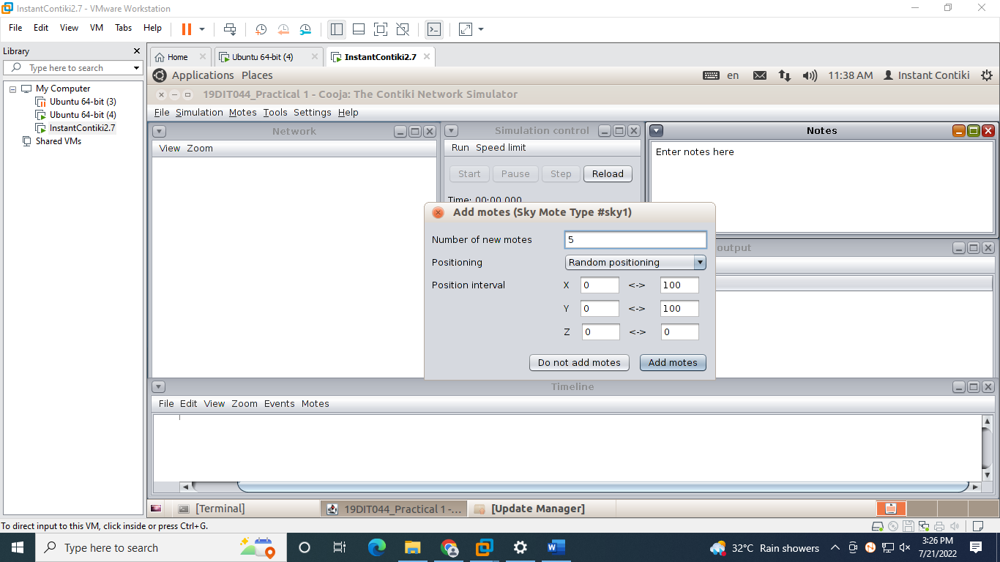 InstantContiki2.7 - VMware Workstation
File Edit View VM Tabs Help
Library
Type here to search
My Computer
Ubuntu 64-bit (3)
Ubuntu 64-bit (4)
InstantContiki2.7
Shared VMs
Home
Ubuntu 64-bit (4)
InstantContiki2.7
Applications Places
en
11:38 AM
Instant Contiki
19DIT044_Practical 1 - Cooja: The Contiki Network Simulator
File Simulation Motes Tools Settings Help
Network
View Zoom
Simulation control
Run Speed limit
Start Pause Step Reload
Time: 00:00.000
Notes
Enter notes here
output
Add motes (Sky Mote Type #sky1)
Number of new motes 5
Positioning Random positioning
Position interval X 0 <-> 100
Y 0 <-> 100
Z 0 <-> 0
Do not add motes Add motes
Timeline
File Edit View Zoom Events Motes
[Terminal]
19DIT044_Practical 1 -...
[Update Manager]
To direct input to this VM, click inside or press Ctrl+G.
Type here to search
32°C Rain showers
3:26 PM
7/21/2022